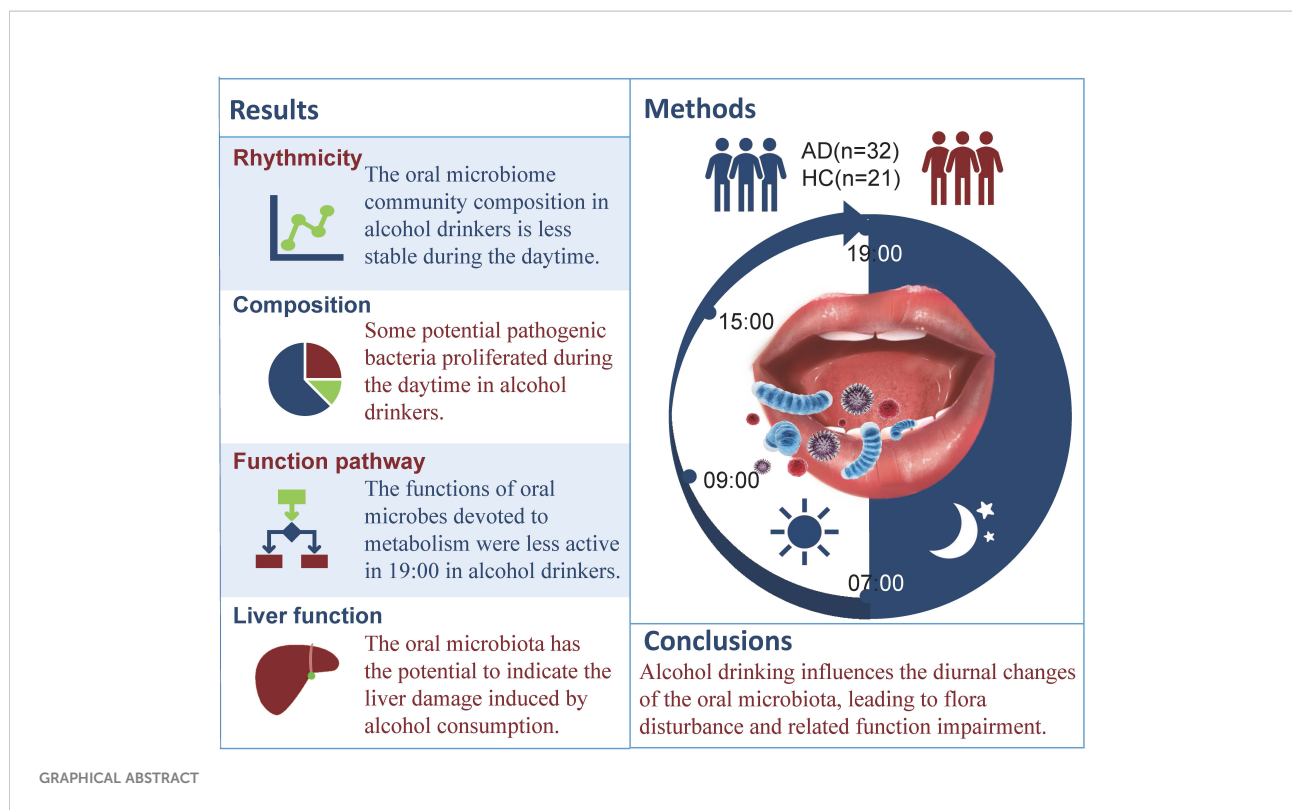 Results
Rhythmicity
The oral microbiome
community composition in
alcohol drinkers is less
stable during the daytime.
Composition
Some potential pathogenic
bacteria proliferated during
the daytime in alcohol
drinkers.
Function pathway
The functions of oral
microbes devoted to
metabolism were less active
in 19:00 in alcohol drinkers.
Liver function
The oral microbiota has
the potential to indicate the
liver damage induced by
alcohol consumption.
Methods
AD(n=32)
HC(n=21)
19:00
15:00
09:00
07:00
Conclusions
Alcohol drinking influences the diurnal changes
of the oral microbiota, leading to flora
disturbance and related function impairment.
GRAPHICAL ABSTRACT